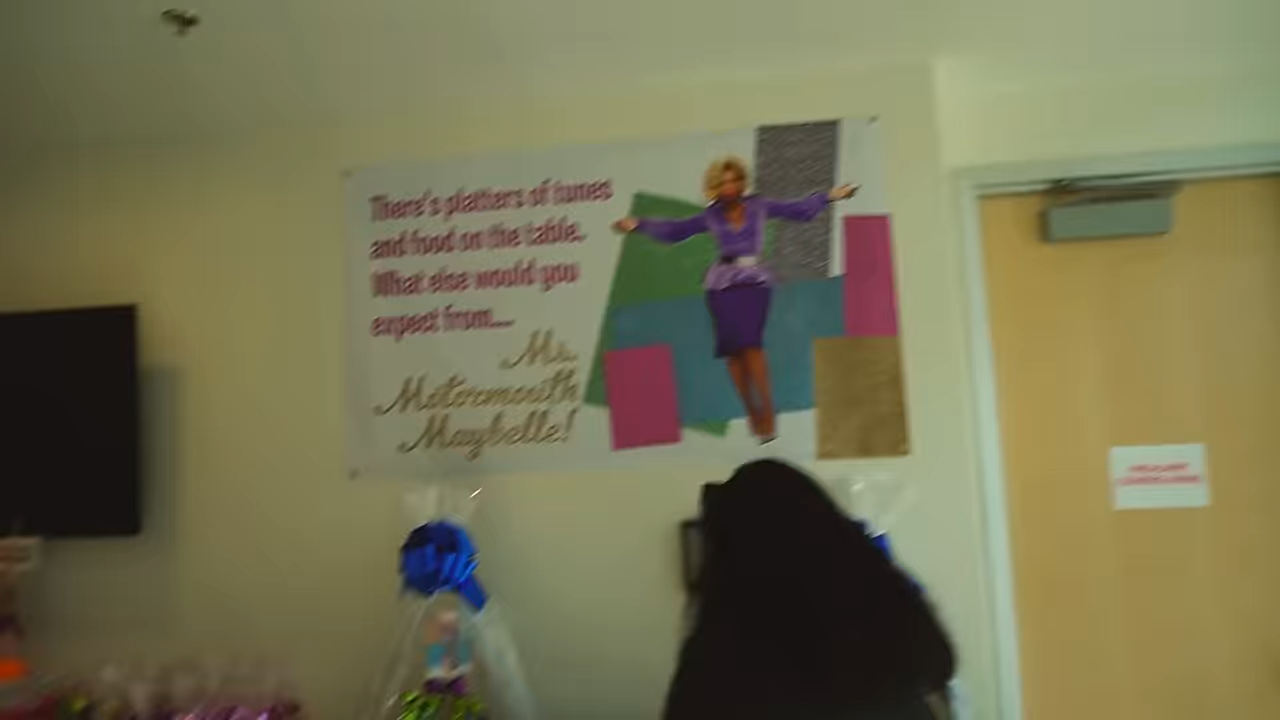 There's platters of tunes
and food on the table.
What else would you
expect from...
Ms.
Motormouth
Maybelle!